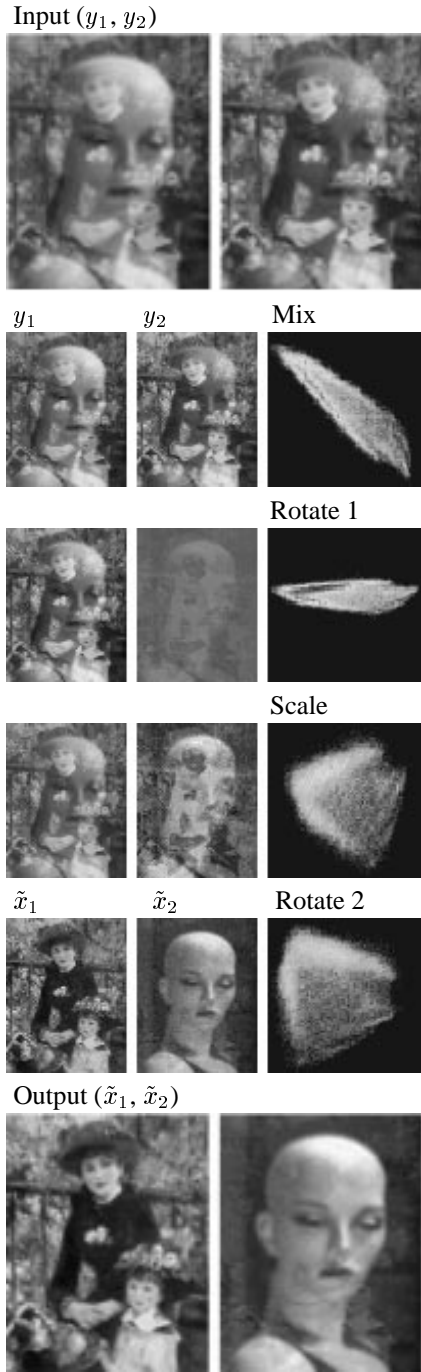 Input (y₁, y₂)
y₁ y₂ Mix
Rotate 1
Scale
x̃₁ x̃₂ Rotate 2
Output (x̃₁, x̃₂)